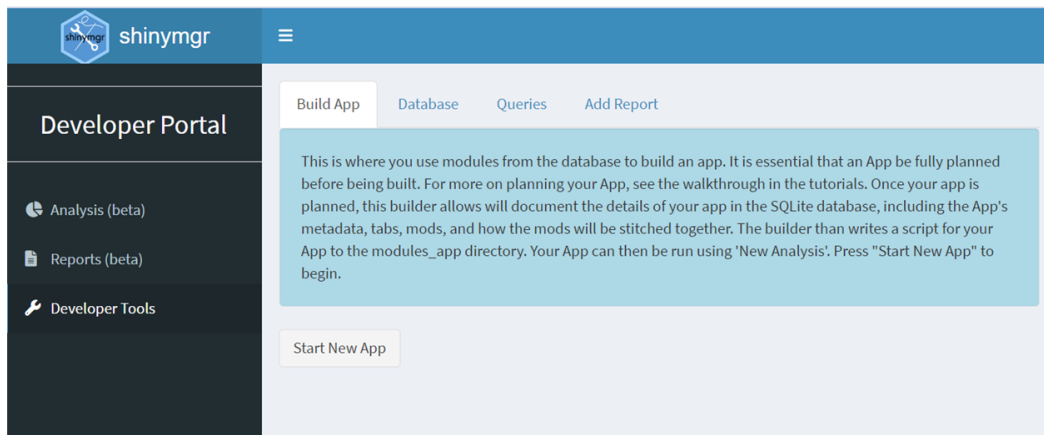 shinymgr
shinymgr
Developer Portal
Analysis (beta)
Reports (beta)
Developer Tools
Build App
Database
Queries
Add Report
This is where you use modules from the database to build an app. It is essential that an App be fully planned
before being built. For more on planning your App, see the walkthrough in the tutorials. Once your app is
planned, this builder allows will document the details of your app in the SQLite database, including the App's
metadata, tabs, mods, and how the mods will be stitched together. The builder than writes a script for your
App to the modules_app directory. Your App can then be run using 'New Analysis'. Press "Start New App" to
begin.
Start New App